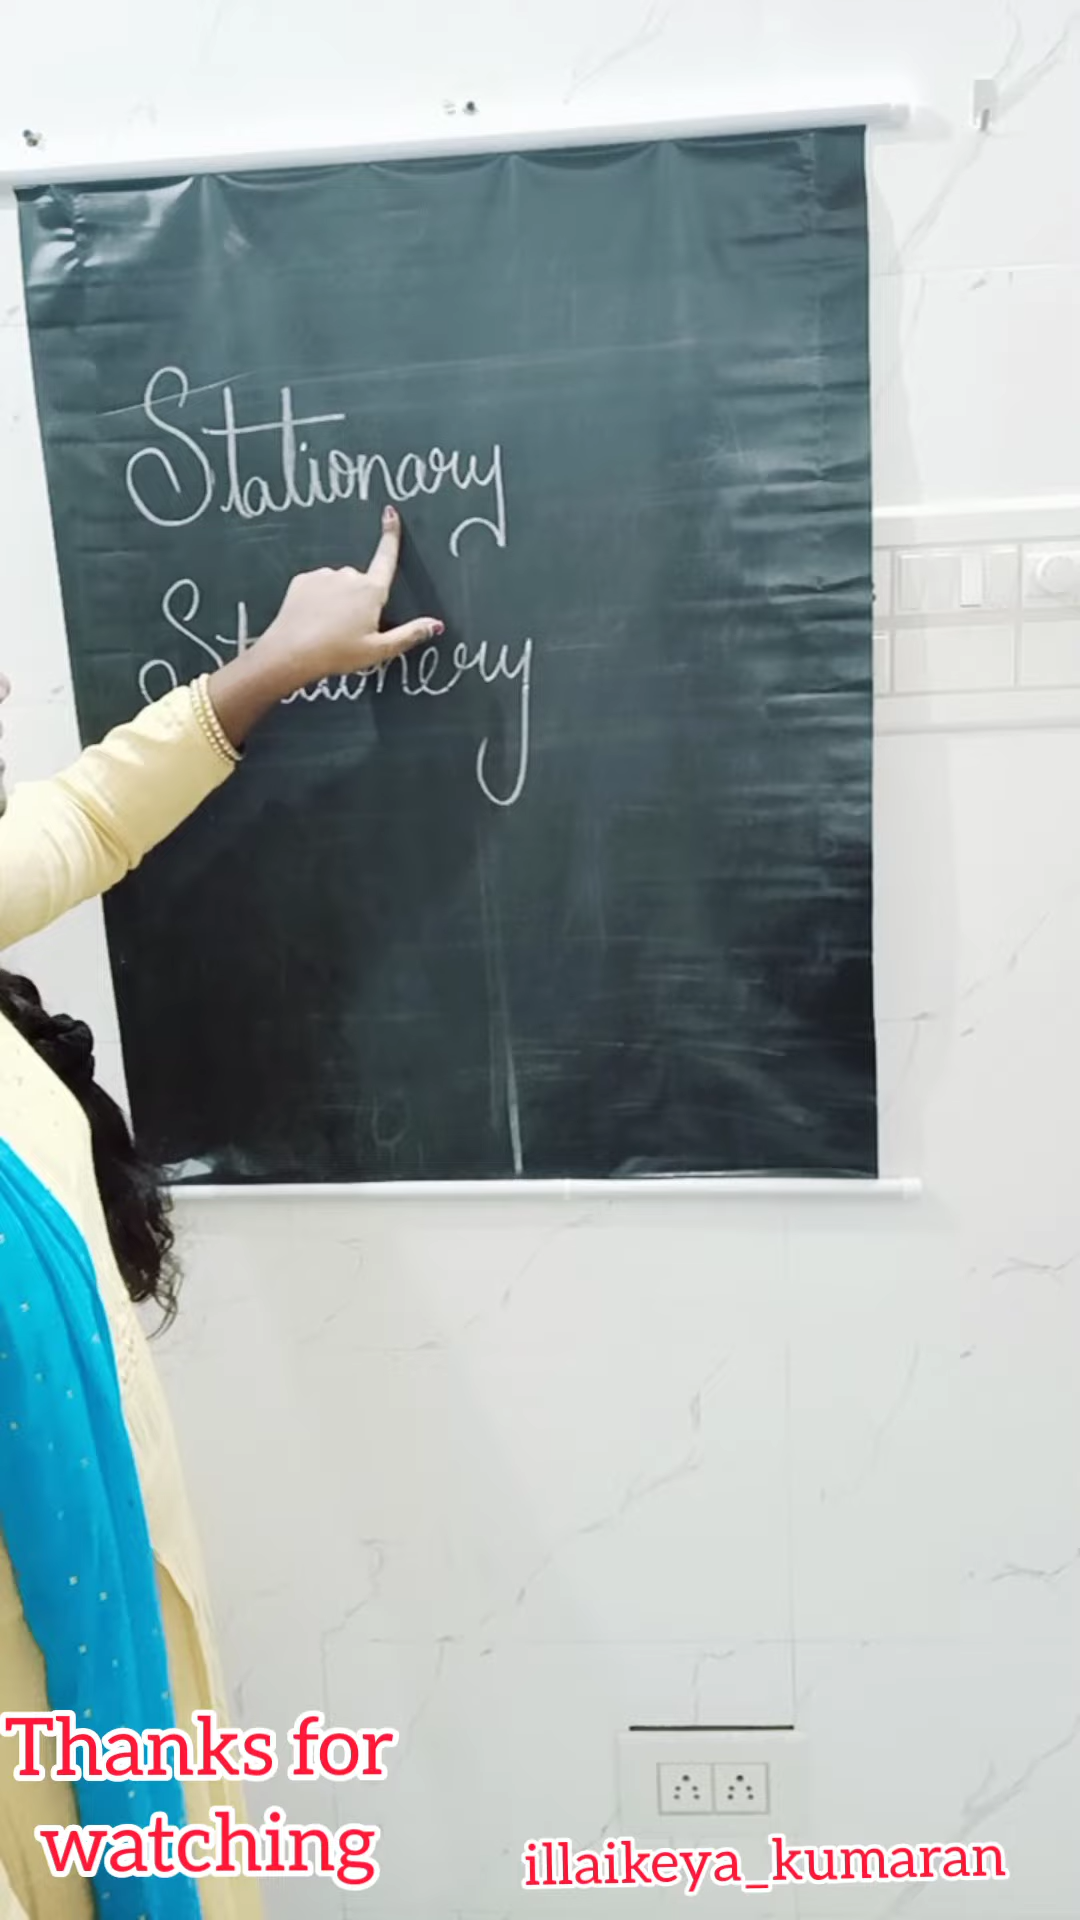 Stationary
Stationery
Thanks for
watching
illaikeya_kumaran